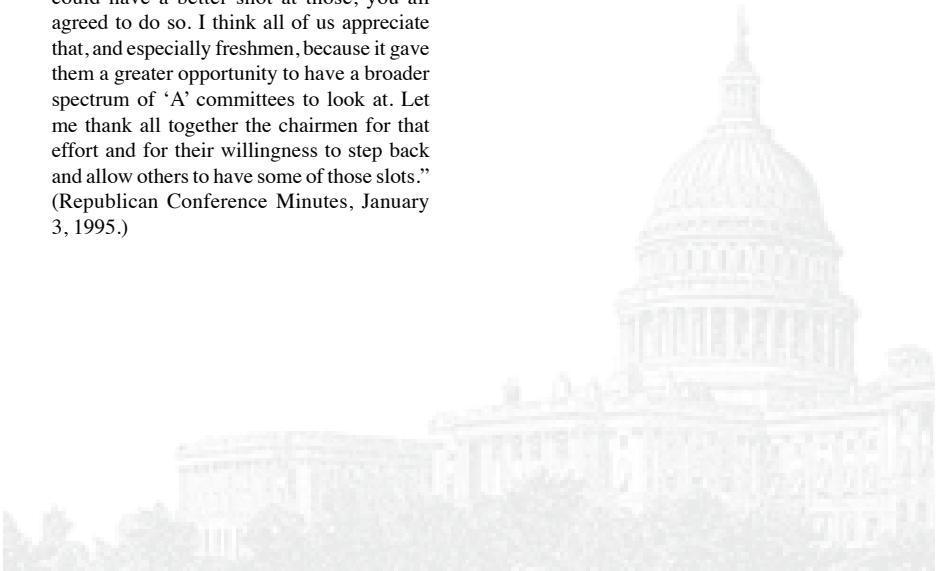 could have a better shot at those, you all
agreed to do so. I think all of us appreciate
that, and especially freshmen, because it gave
them a greater opportunity to have a broader
spectrum of ‘A’ committees to look at. Let
me thank all together the chairmen for that
effort and for their willingness to step back
and allow others to have some of those slots.”
(Republican Conference Minutes, January
3, 1995.)